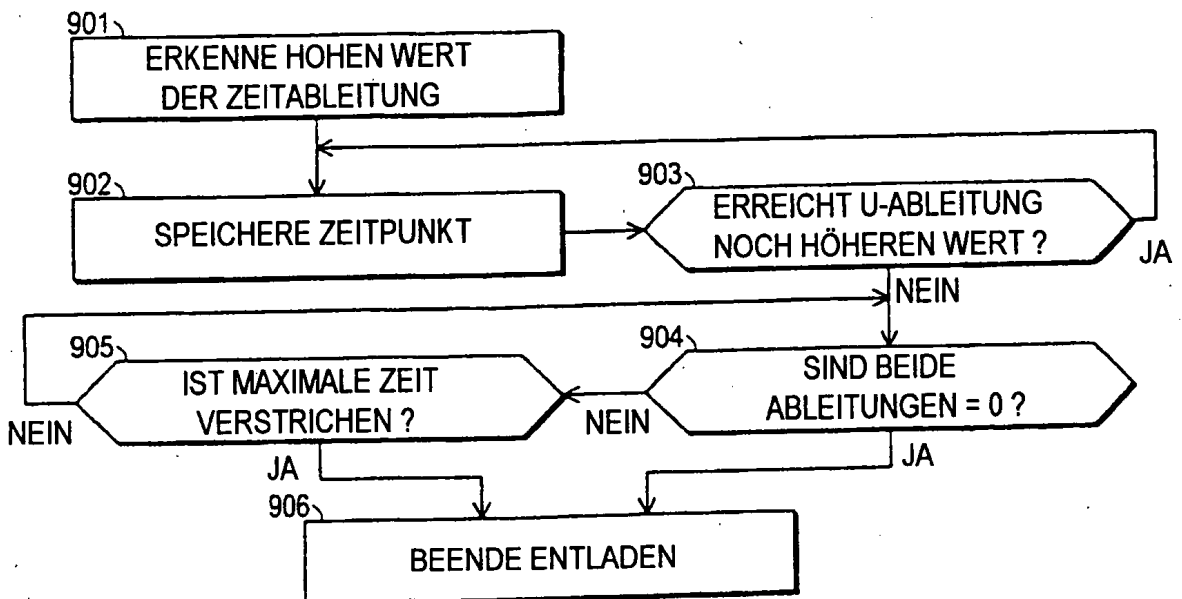 901
ERKENNE HOHEN WERT
DER ZEITABLEITUNG
902
SPEICHERE ZEITPUNKT
903
ERREICHT U-ABLEITUNG
NOCH HÖHEREN WERT ?
JA
NEIN
904
SIND BEIDE
ABLEITUNGEN = 0 ?
NEIN
JA
905
IST MAXIMALE ZEIT
VERSTRICHEN ?
NEIN
JA
906
BEENDE ENTLADEN